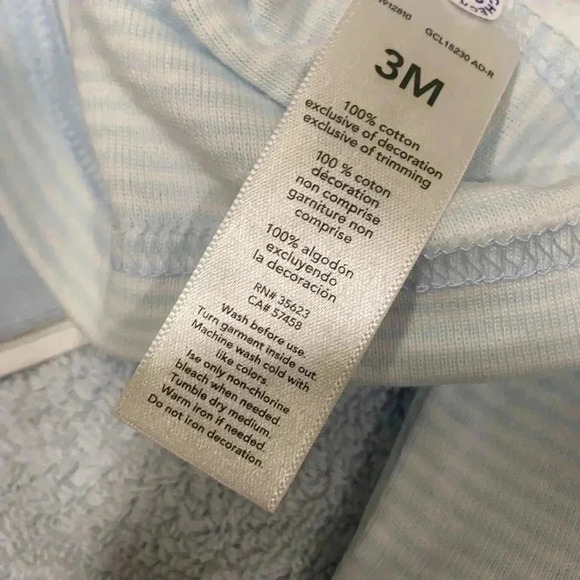 912810
GCL15230 AD-R
3M
100% cotton
exclusive of decoration
exclusive of trimming
100 % coton
décoration
non comprise
garniture non
comprise
100% algodón
excluyendo
la decoración
RN# 35623
CA# 57458
Wash before use.
Turn garment inside out.
Machine wash cold with
like colors.
Use only non-chlorine
bleach when needed.
Tumble dry medium.
Warm iron if needed.
Do not iron decoration.